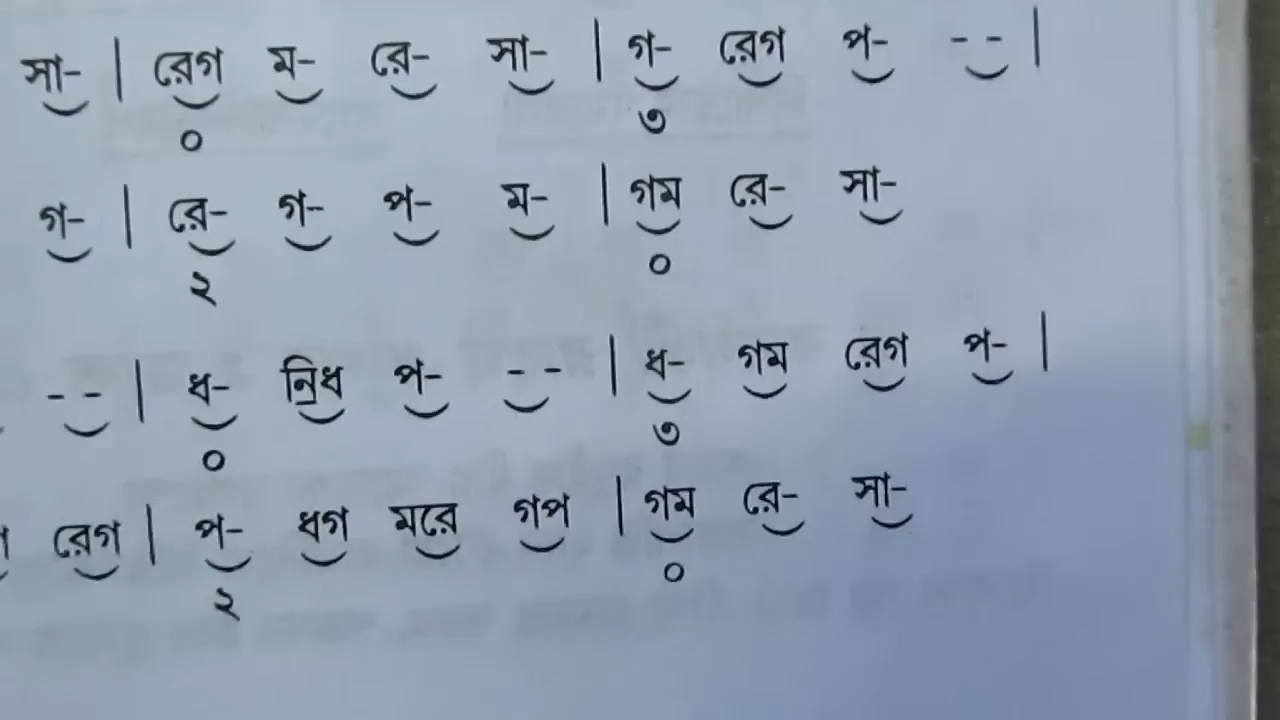 সা- | রেগ ম- রে- সা- | গ- রেগ প- - - |
০ ৩
গ- | রে- গ- প- ম- | গম রে- সা-
২ ০
- - | ধ- নি্ধ প- - - | ধ- গম রেগ প- |
০ ৩
রেগ | প- ধগ মরে গপ | গম রে- সা-
২ ০